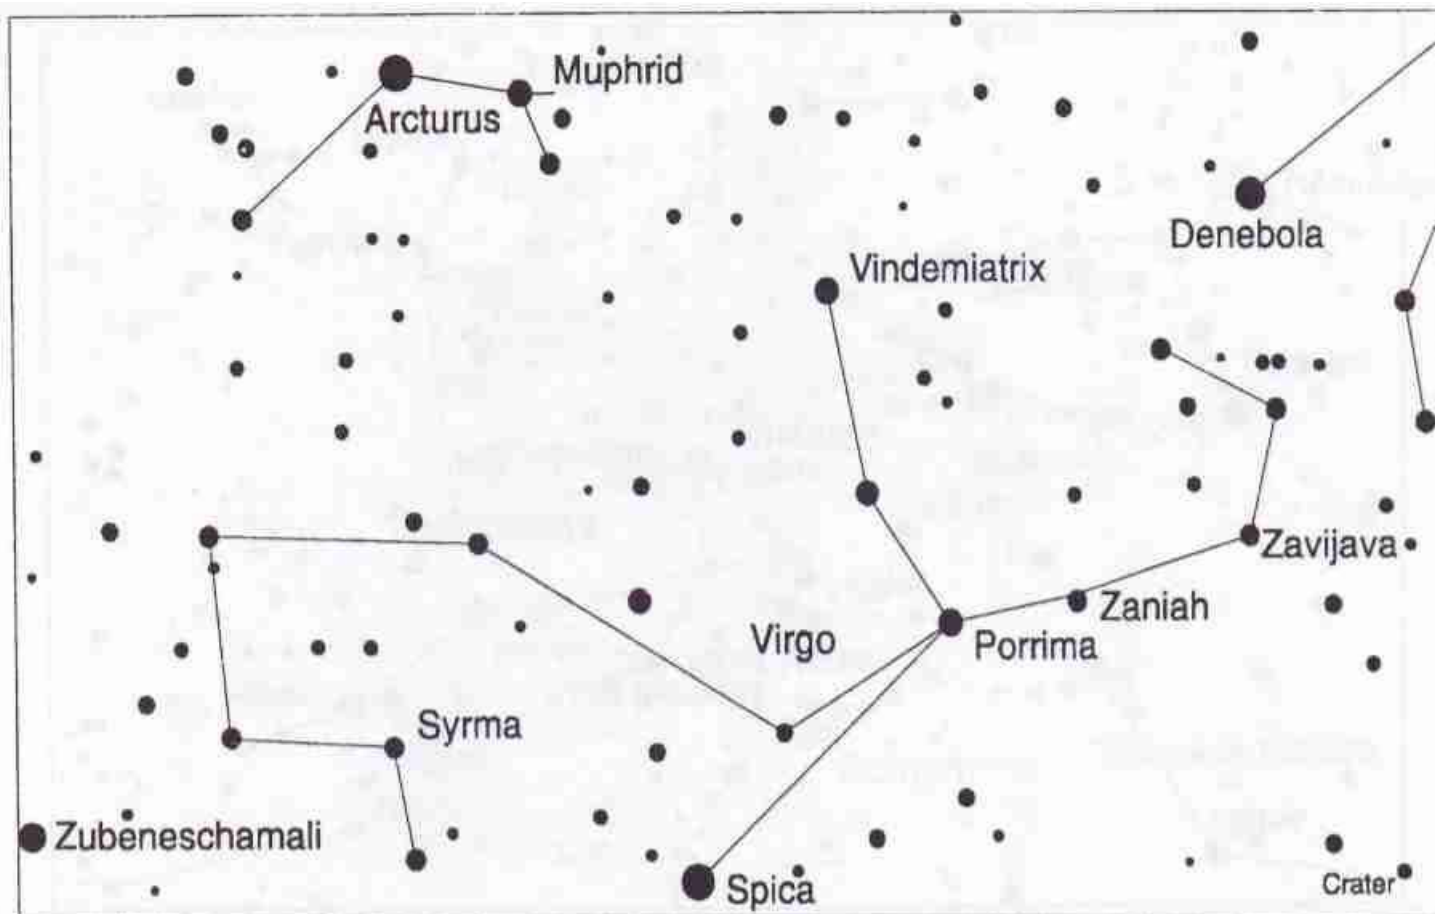 Muphrid
Arcturus
Denebola
Vindemiatrix
Zavijava
Zaniah
Virgo
Porrima
Syrma
Zubeneschamali
Spica
Crater